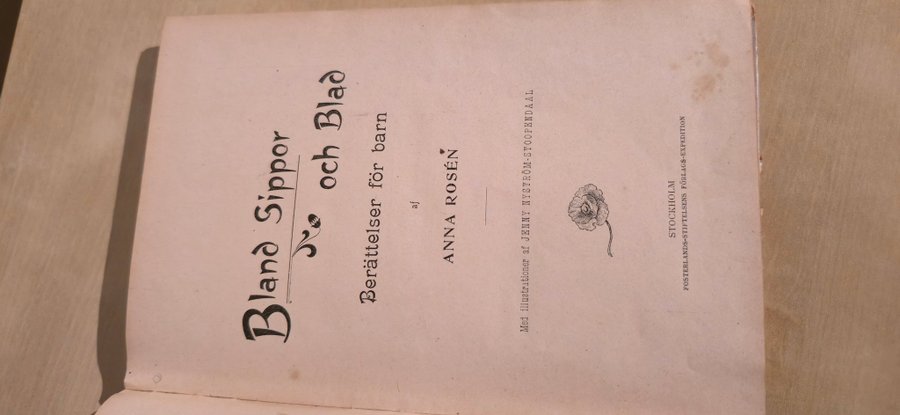 Bland Sippor
och Blad
Berättelser för barn
af
ANNA ROSÉN
Med illustrationer af JENNY NYSTRÖM-STOOPENDAAL
STOCKHOLM
FOSTERLANDS-STIFTELSENS FÖRLAGS-EXPEDITION